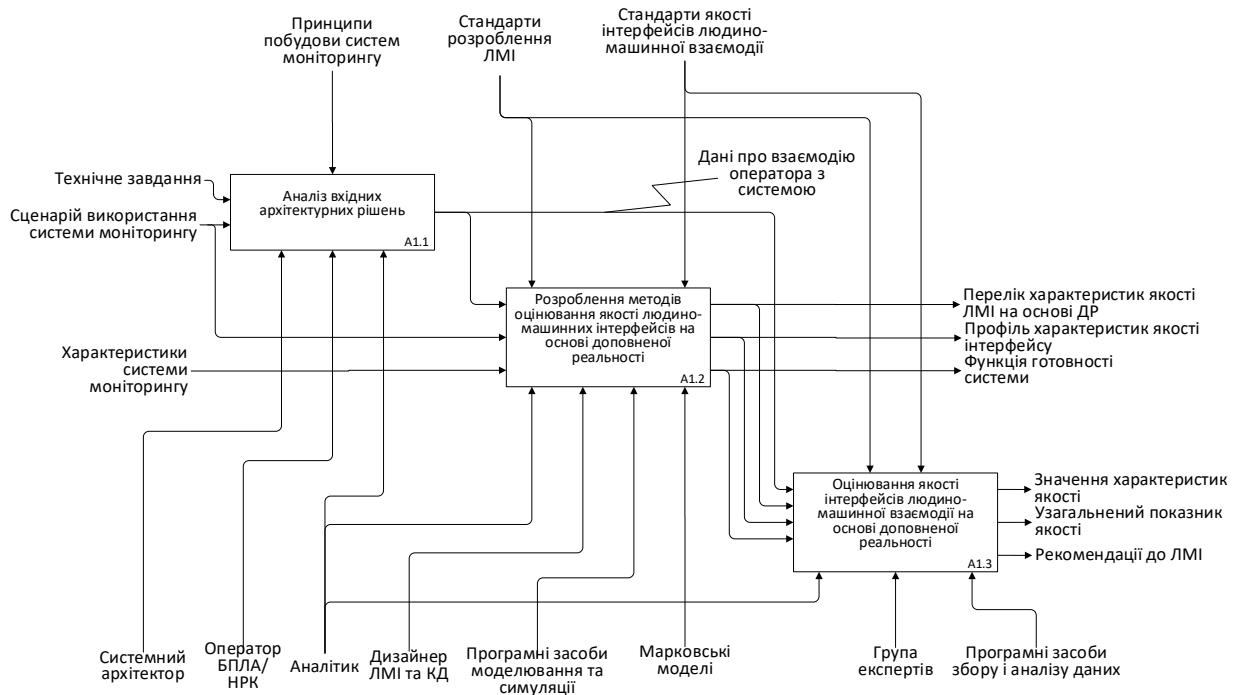 Принципи
побудови систем
моніторингу
Стандарти
розроблення
ЛМІ
Стандарти якості
інтерфейсів людино-
машинної взаємодії
Дані про взаємодію
оператора з
системою
Технічне завдання
Сценарій використання
системи моніторингу
Аналіз вхідних
архітектурних рішень
A1.1
Характеристики
системи
моніторингу
Розроблення методів
оцінювання якості людино-
машинних інтерфейсів на
основі доповненої
реальності
A1.2
Перелік характеристик якості
ЛМІ на основі ДР
Профіль характеристик якості
інтерфейсу
Функція готовності
системи
Оцінювання якості
інтерфейсів людино-
машинної взаємодії на
основі доповненої
реальності
A1.3
Значення характеристик
якості
Узагальнений показник
якості
Рекомендації до ЛМІ
Системний
архітектор
Оператор
БПЛА/
НРК
Аналітик
Дизайнер
ЛМІ та КД
Програмні засоби
моделювання та
симуляції
Марковські
моделі
Група
експертів
Програмні засоби
збору і аналізу даних